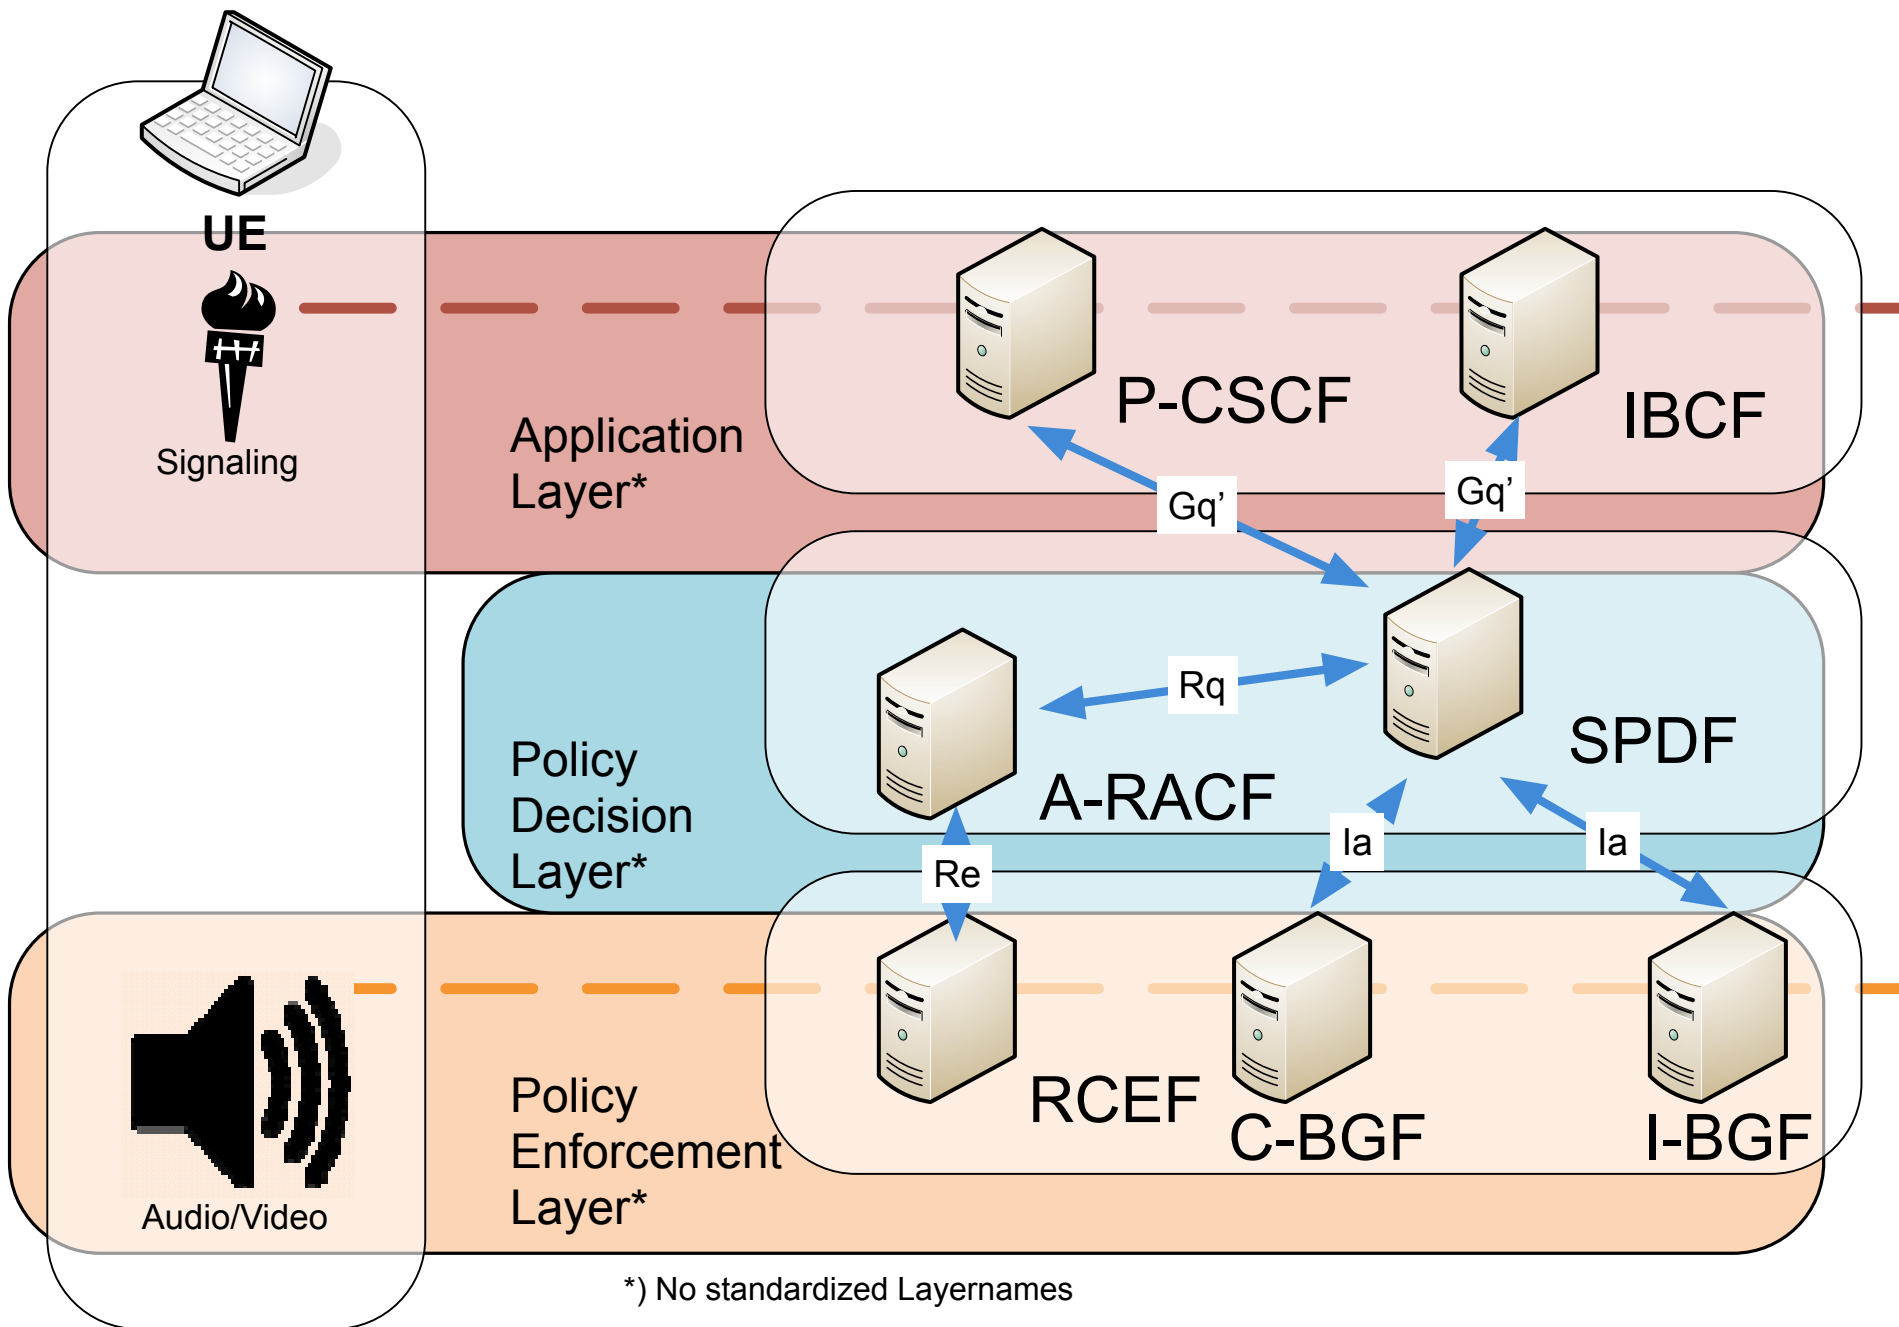 UE
Signaling
Application
Layer*
P-CSCF
IBCF
Gq’
Gq’
Policy
Decision
Layer*
A-RACF
Rq
SPDF
Re
Ia
Ia
Policy
Enforcement
Layer*
RCEF
C-BGF
I-BGF
Audio/Video
*) No standardized Layernames